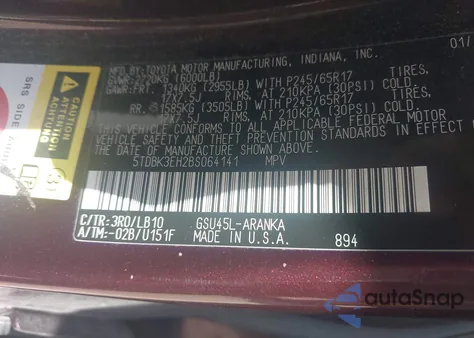 MFD. BY: TOYOTA MOTOR MANUFACTURING, INDIANA, INC. 01/
GVWR: (6000LB)
GAWR: FRT. 1340KG (2955LB) WITH P245/65R17 TIRES,
17X7.5J RIMS, AT 210KPA (30PSI) COLD
RR. 1585KG (3505LB) WITH P245/65R17 TIRES,
17X7.5J RIMS, AT 210KPA (30PSI) COLD
THIS VEHICLE CONFORMS TO ALL APPLICABLE FEDERAL MOTOR
VEHICLE SAFETY AND THEFT PREVENTION STANDARDS IN EFFECT
ON THE DATE OF MANUFACTURE SHOWN
5TDBK3EH2BS064141 MPV
C/TR:3R0/LB10 GSU45L-ARANKA
A/TM:-02B/U151F MADE IN U.S.A. 894
SRS SIDE
autoSnap